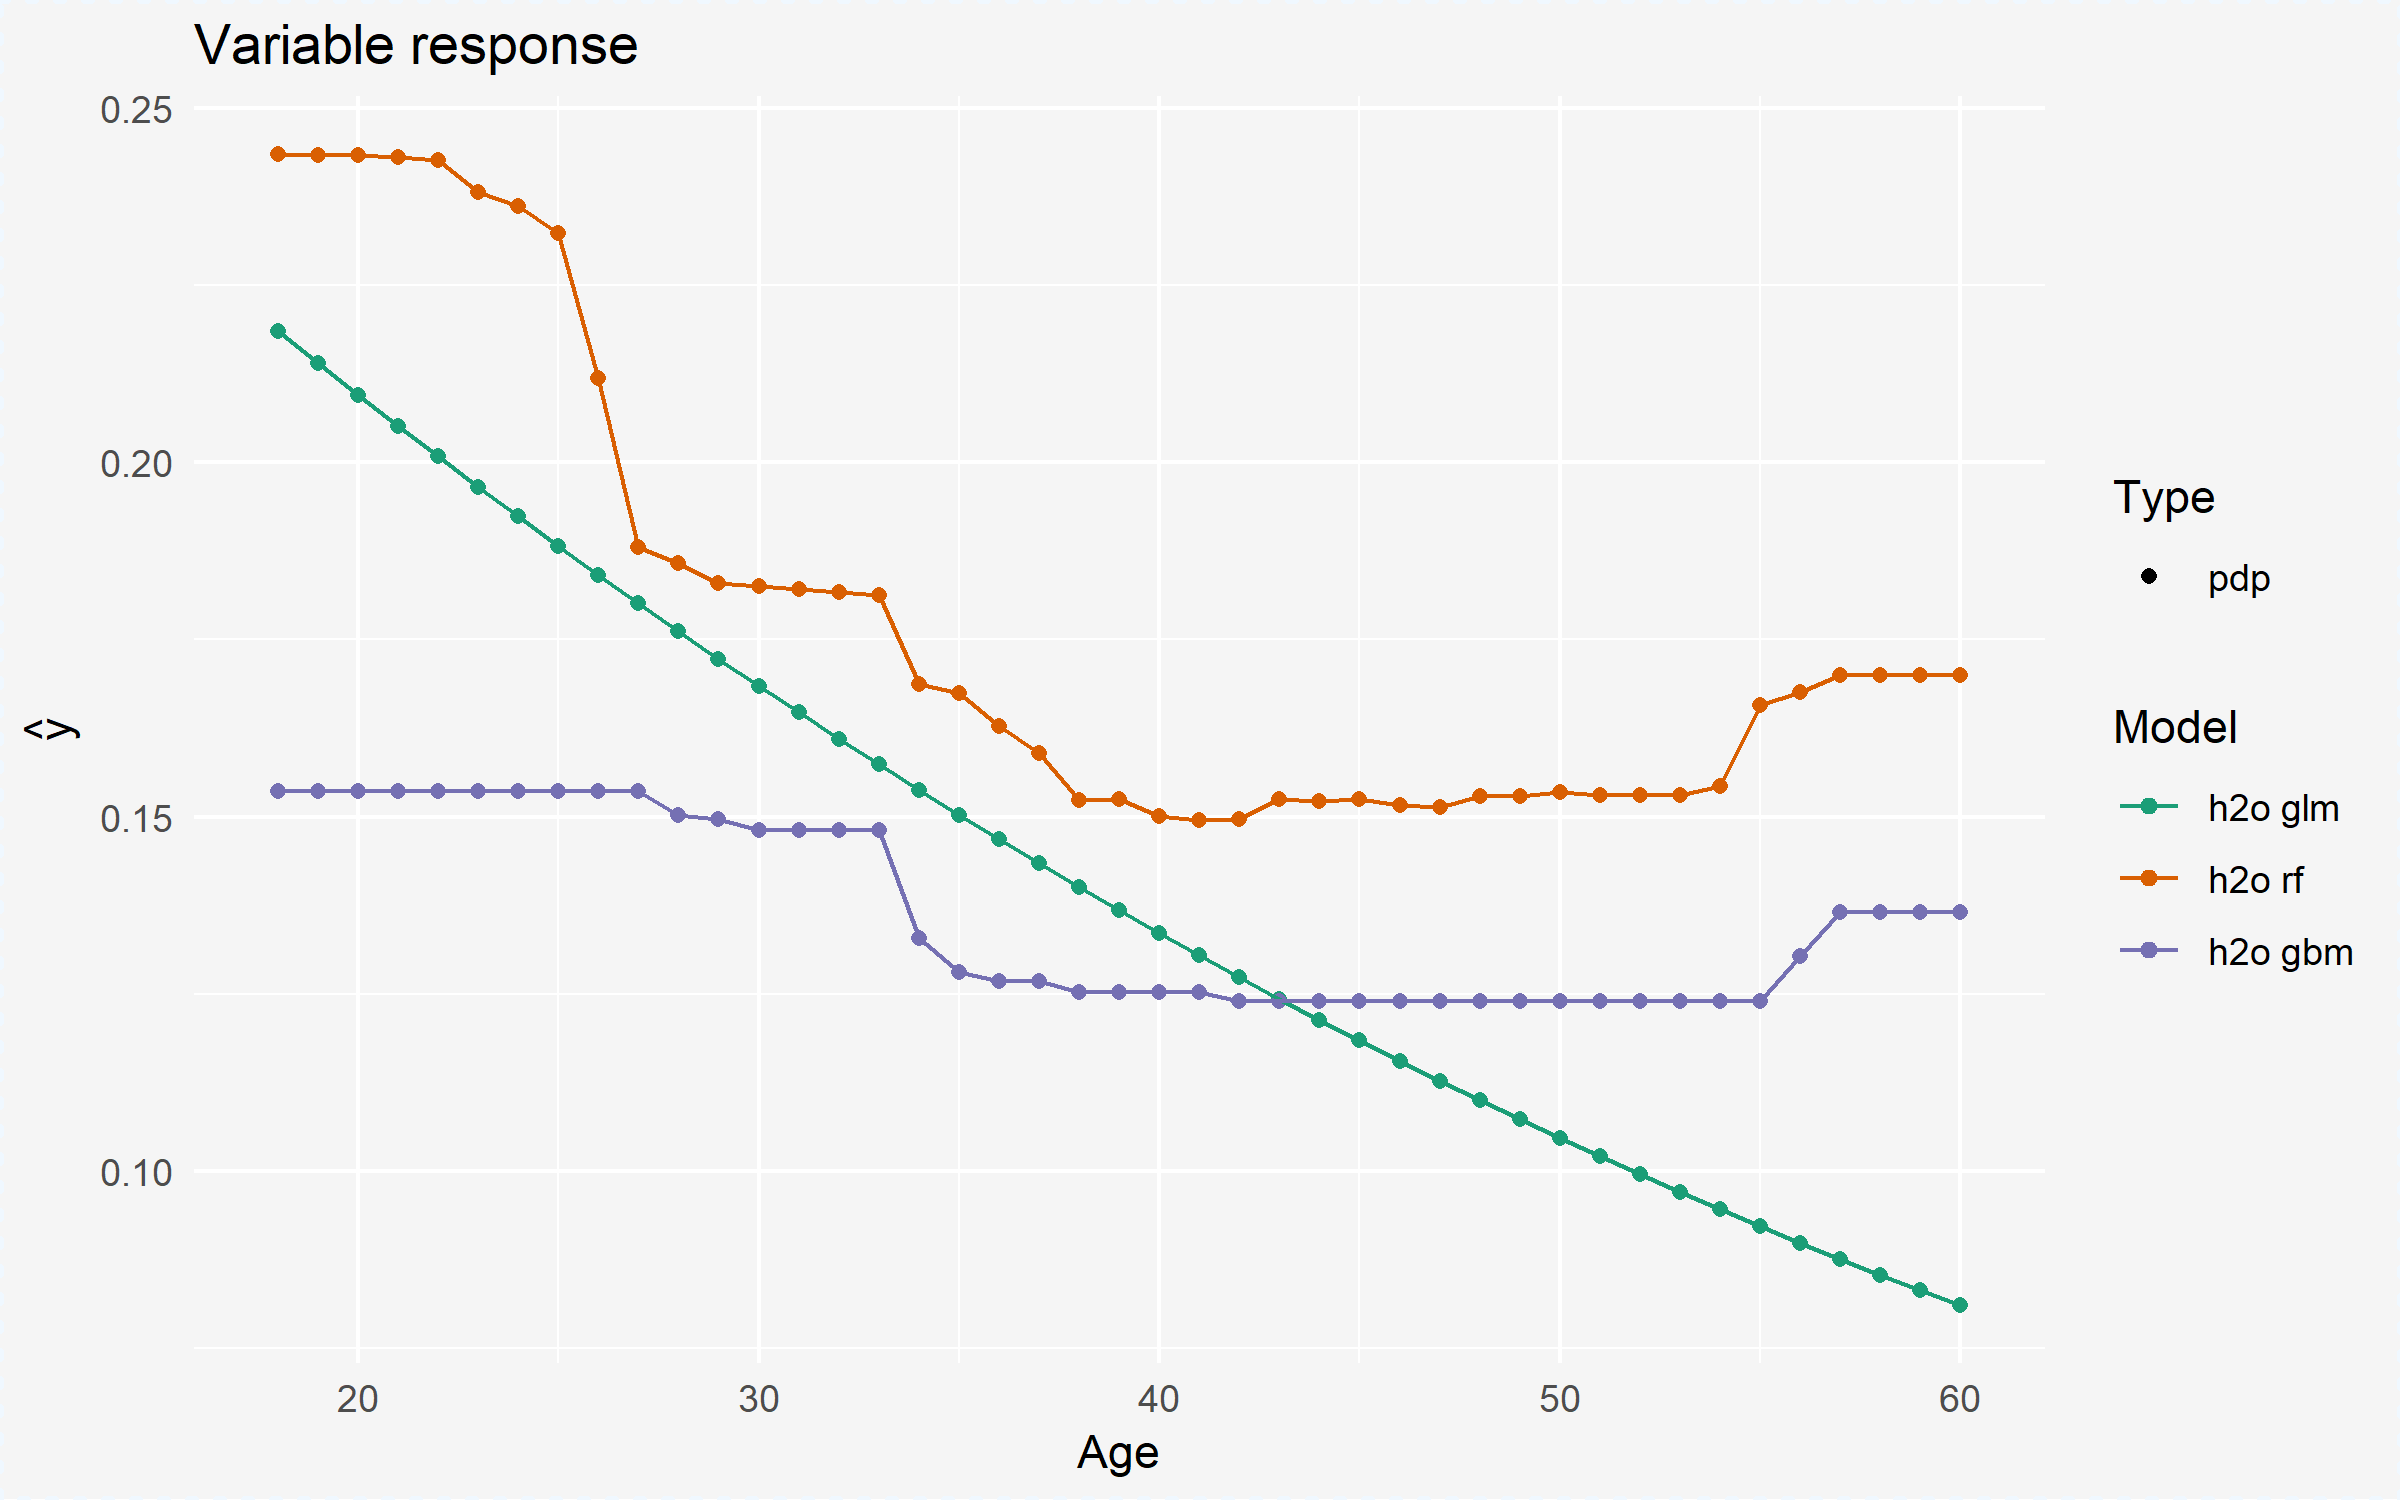 Variable response
0.25
0.20
0.15
0.10
ŷ
20 30 40 50 60
Age
Type
pdp
Model
h2o glm
h2o rf
h2o gbm